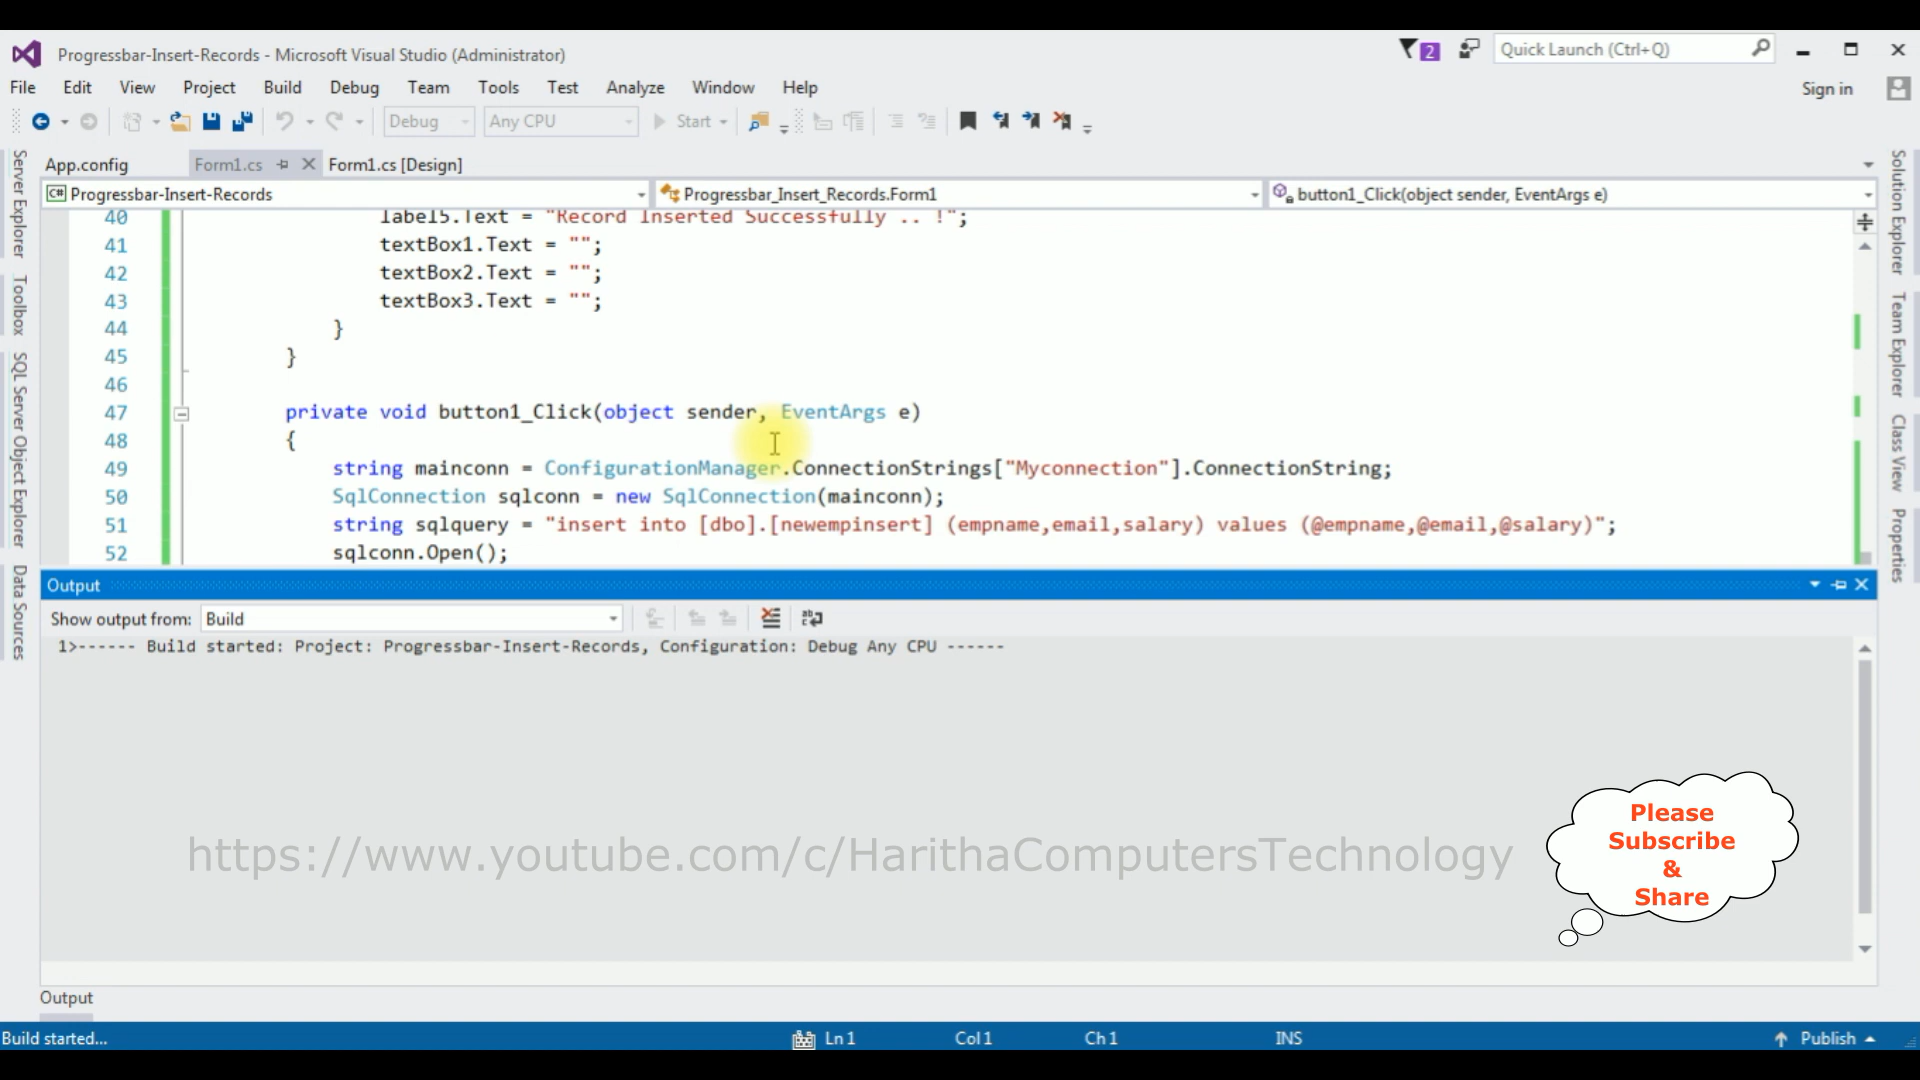 Progressbar-Insert-Records - Microsoft Visual Studio (Administrator)
2
Quick Launch (Ctrl+Q)
File Edit View Project Build Debug Team Tools Test Analyze Window Help
Sign in
Debug Any CPU Start
App.config Form1.cs Form1.cs [Design]
C# Progressbar-Insert-Records Progressbar_Insert_Records.Form1 button1_Click(object sender, EventArgs e)
40 label5.Text = "Record Inserted Successfully .. !";
41 textBox1.Text = "";
42 textBox2.Text = "";
43 textBox3.Text = "";
44 }
45 }
46
47 private void button1_Click(object sender, EventArgs e)
48 {
49 string mainconn = ConfigurationManager.ConnectionStrings["Myconnection"].ConnectionString;
50 SqlConnection sqlconn = new SqlConnection(mainconn);
51 string sqlquery = "insert into [dbo].[newempinsert] (empname,email,salary) values (@empname,@email,@salary)";
52 sqlconn.Open();
Server Explorer
Toolbox
SQL Server Object Explorer
Data Sources
Solution Explorer
Team Explorer
Class View
Properties
Output
Show output from: Build
1>------ Build started: Project: Progressbar-Insert-Records, Configuration: Debug Any CPU ------
https://www.youtube.com/c/HarithaComputersTechnology
Please
Subscribe
&
Share
Output
Build started... Ln 1 Col 1 Ch 1 INS Publish